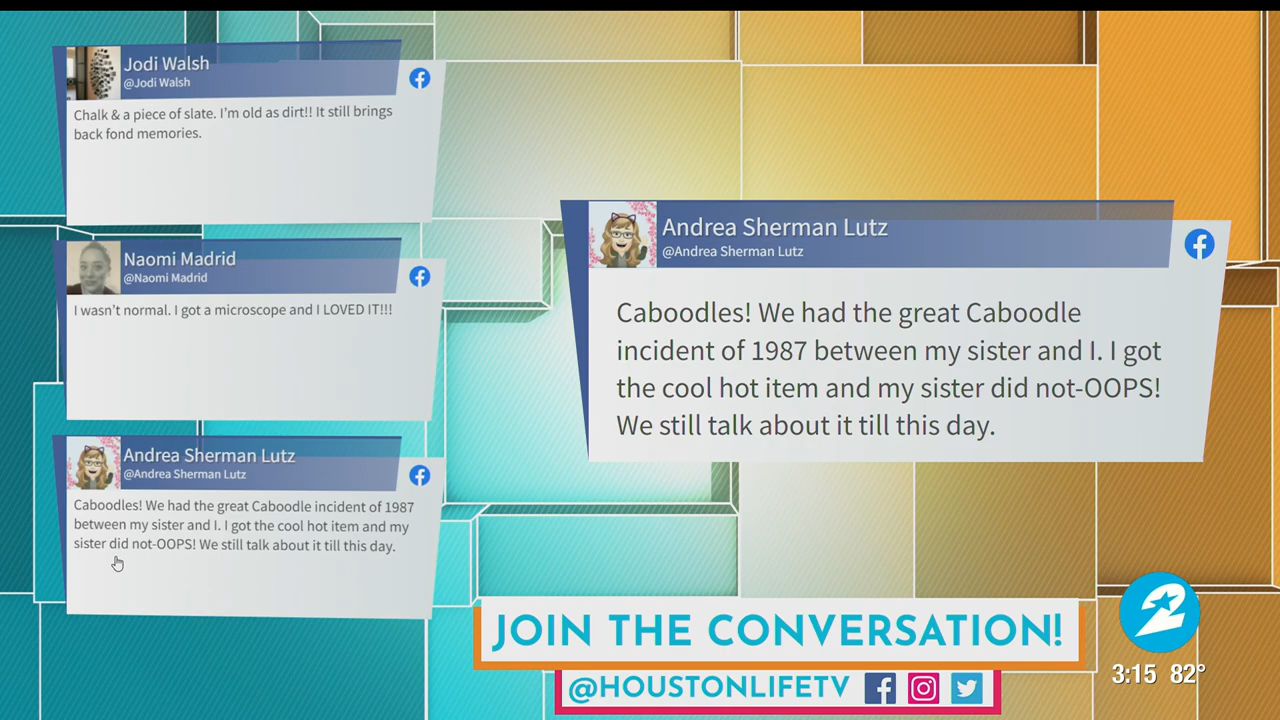 Jodi Walsh
@Jodi Walsh
Chalk & a piece of slate. I'm old as dirt!! It still brings
back fond memories.
Naomi Madrid
@Naomi Madrid
I wasn't normal. I got a microscope and I LOVED IT!!!
Andrea Sherman Lutz
@Andrea Sherman Lutz
Caboodles! We had the great Caboodle incident of 1987
between my sister and I. I got the cool hot item and my
sister did not-OOPS! We still talk about it till this day.
Andrea Sherman Lutz
@Andrea Sherman Lutz
Caboodles! We had the great Caboodle
incident of 1987 between my sister and I. I got
the cool hot item and my sister did not-OOPS!
We still talk about it till this day.
JOIN THE CONVERSATION!
@HOUSTONLIFETV
2
3:15 82°